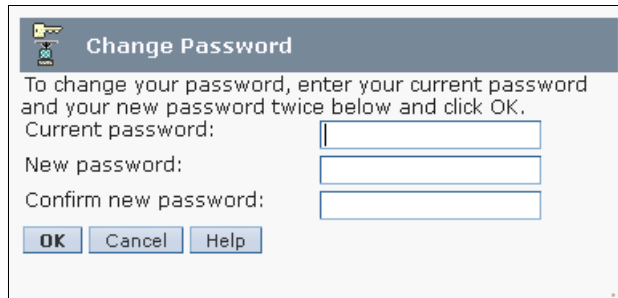 Change Password
To change your password, enter your current password
and your new password twice below and click OK.
Current password:
New password:
Confirm new password:
OK Cancel Help